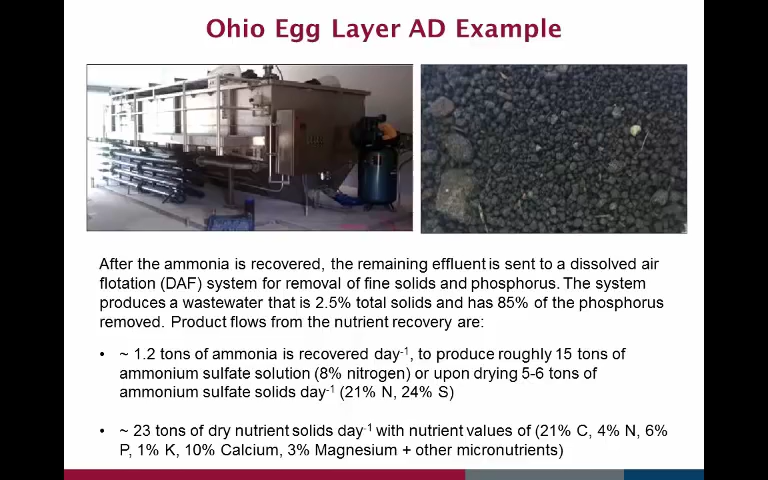 Ohio Egg Layer AD Example
After the ammonia is recovered, the remaining effluent is sent to a dissolved air
flotation (DAF) system for removal of fine solids and phosphorus. The system
produces a wastewater that is 2.5% total solids and has 85% of the phosphorus
removed. Product flows from the nutrient recovery are:
• ~ 1.2 tons of ammonia is recovered day⁻¹, to produce roughly 15 tons of
ammonium sulfate solution (8% nitrogen) or upon drying 5-6 tons of
ammonium sulfate solids day⁻¹ (21% N, 24% S)
• ~ 23 tons of dry nutrient solids day⁻¹ with nutrient values of (21% C, 4% N, 6%
P, 1% K, 10% Calcium, 3% Magnesium + other micronutrients)